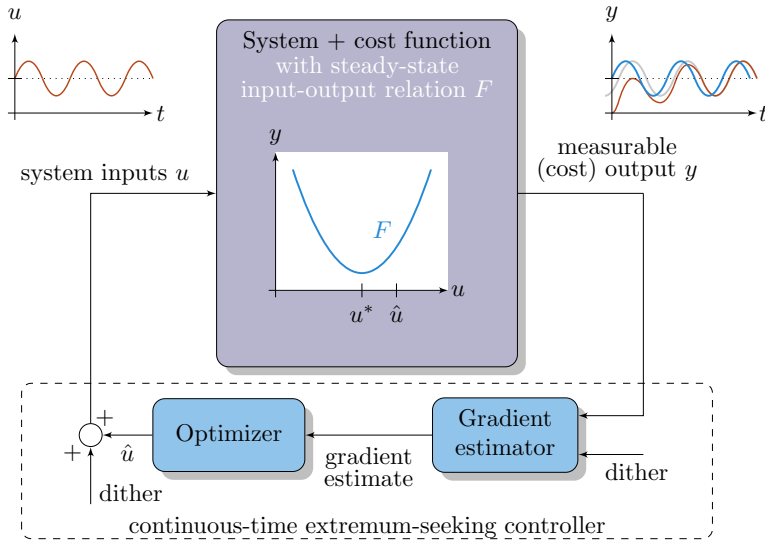 u
t
System + cost function
with steady-state
input-output relation F
y
F
u
u* û
y
t
system inputs u
measurable
(cost) output y
+
+
û
dither
Optimizer
gradient
estimate
Gradient
estimator
dither
continuous-time extremum-seeking controller